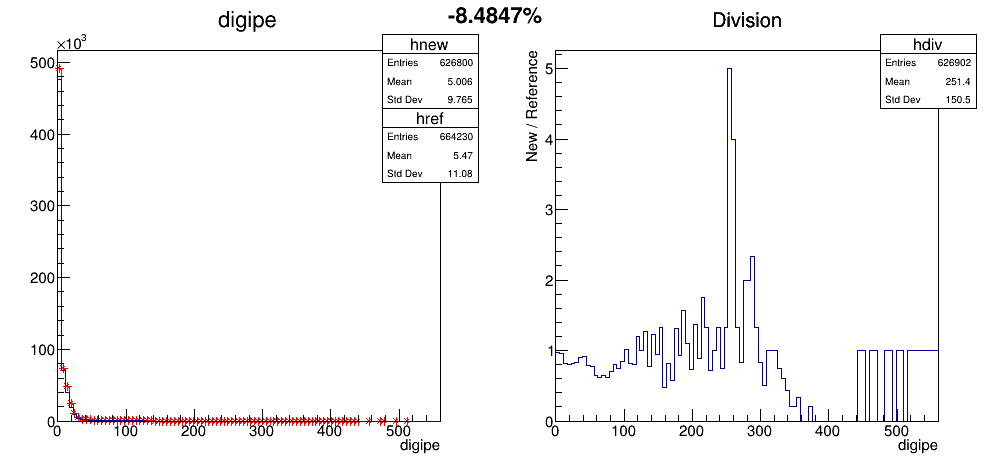 digipe
-8.4847%
Division
×10³
500
400
300
200
100
0
0 100 200 300 400 500
digipe
hnew
Entries 626800
Mean 5.006
Std Dev 9.765
href
Entries 664230
Mean 5.47
Std Dev 11.08
New / Reference
5
4
3
2
1
0
0 100 200 300 400 500
digipe
hdiv
Entries 626902
Mean 251.4
Std Dev 150.5